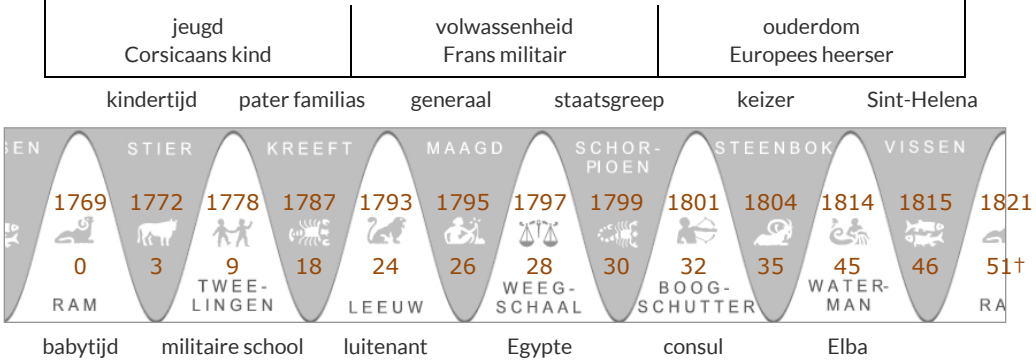 jeugd volwassenheid ouderdom
Corsicaans kind Frans militair Europees heerser
kindertijd pater familias generaal staatsgreep keizer Sint-Helena
SEN STIER KREEFT MAAGD SCHOR- STEENBOK VISSEN
PIOEN
1769 1772 1778 1787 1793 1795 1797 1799 1801 1804 1814 1815 1821
0 3 9 18 24 26 28 30 32 35 45 46 51†
TWEE- WEEG- BOOG- WATER-
RAM LINGEN LEEUW SCHAAL SCHUTTER MAN RA
babytijd militaire school luitenant Egypte consul Elba